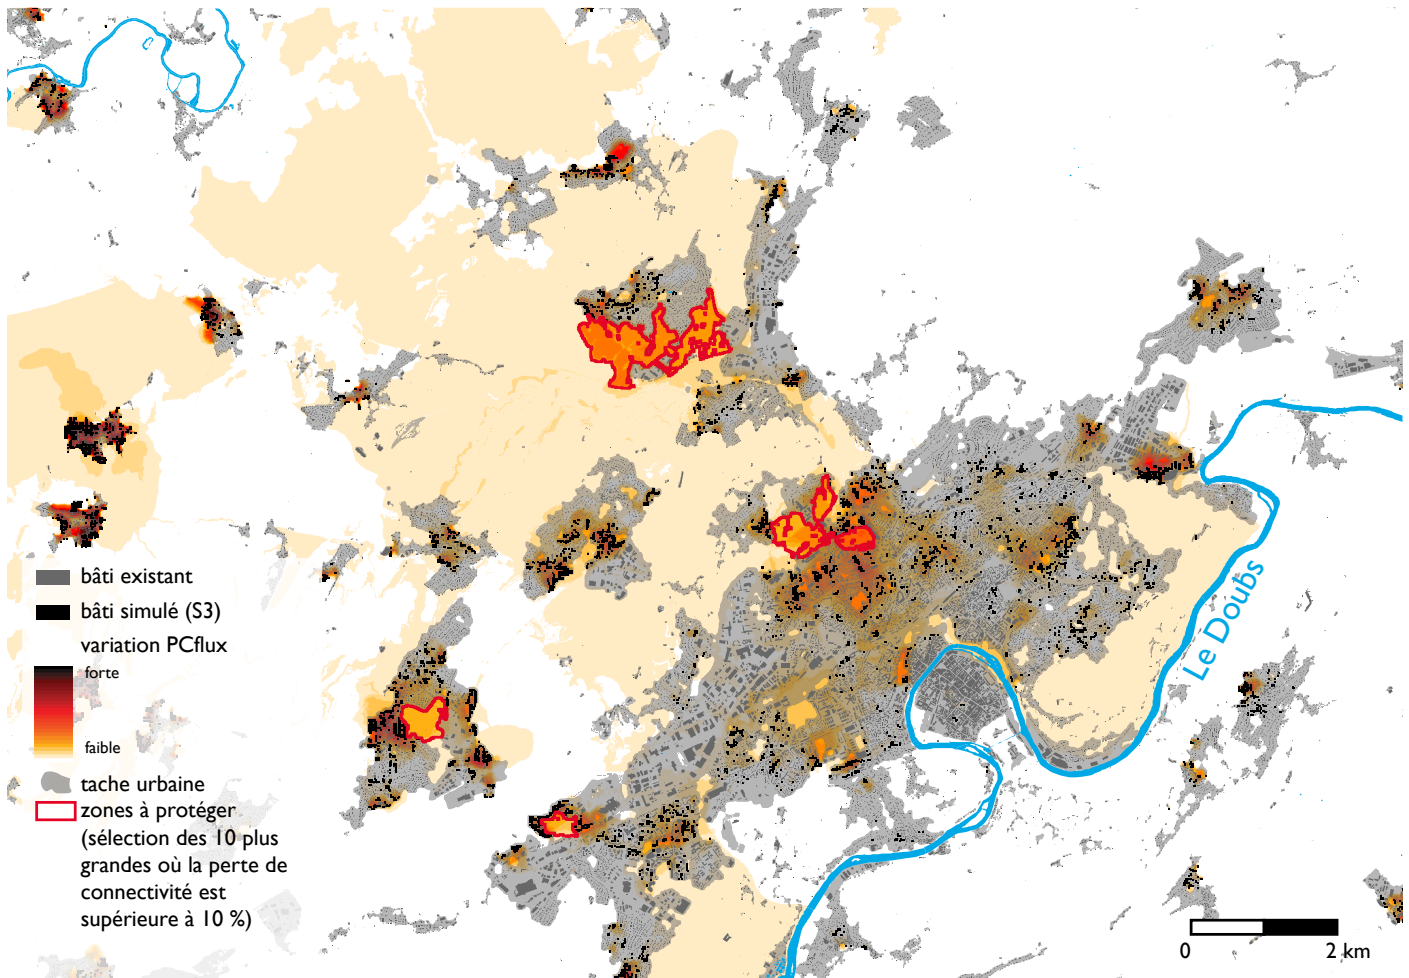 bâti existant
bâti simulé (S3)
variation PCflux
forte
faible
tache urbaine
zones à protéger
(sélection des 10 plus
grandes où la perte de
connectivité est
supérieure à 10 %)
Le Doubs
0
2 km